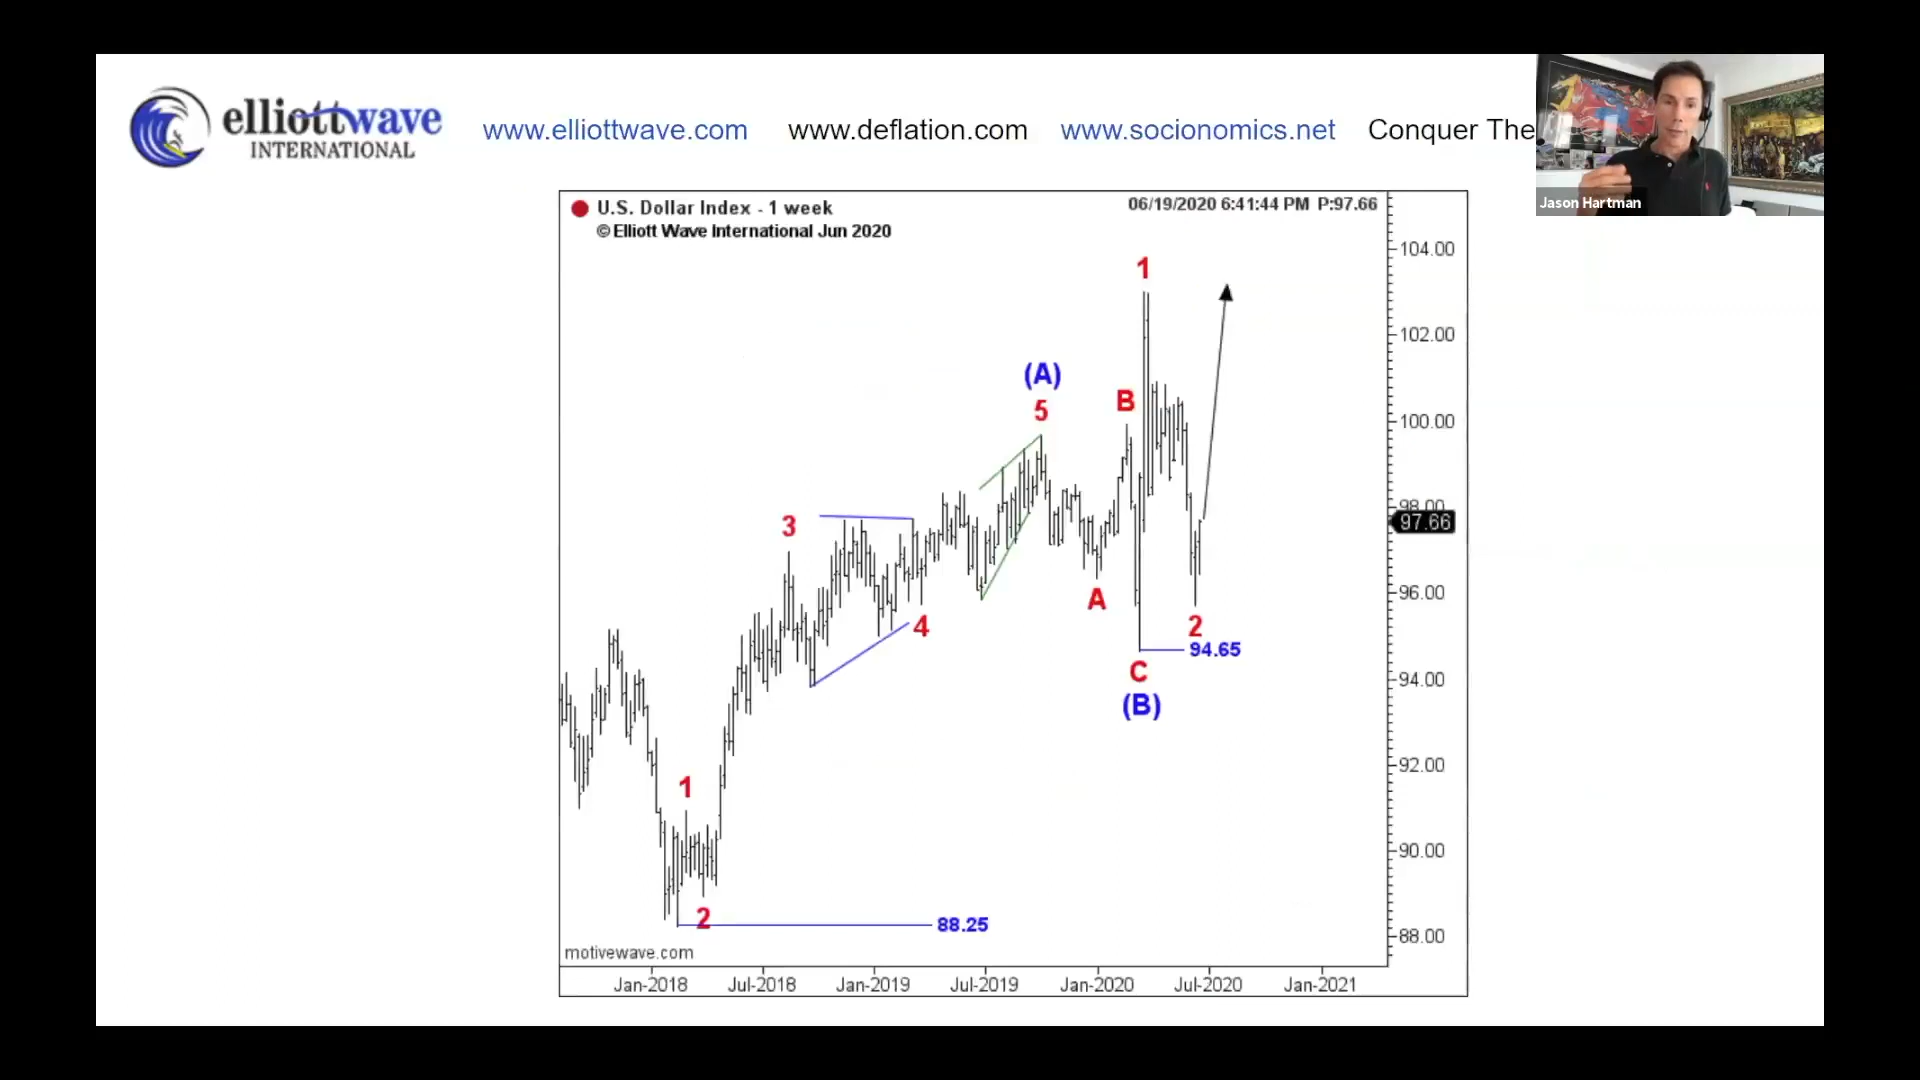 elliottwave
INTERNATIONAL
www.elliottwave.com www.deflation.com www.socionomics.net Conquer The
Jason Hartman
U.S. Dollar Index - 1 week
06/19/2020 6:41:44 PM P:97.66
© Elliott Wave International Jun 2020
104.00
1
102.00
(A)
B
5
100.00
98.00
3
97.66
96.00
A
4
2
94.65
C
94.00
(B)
92.00
1
90.00
2
88.25
88.00
motivewave.com
Jan-2018 Jul-2018 Jan-2019 Jul-2019 Jan-2020 Jul-2020 Jan-2021